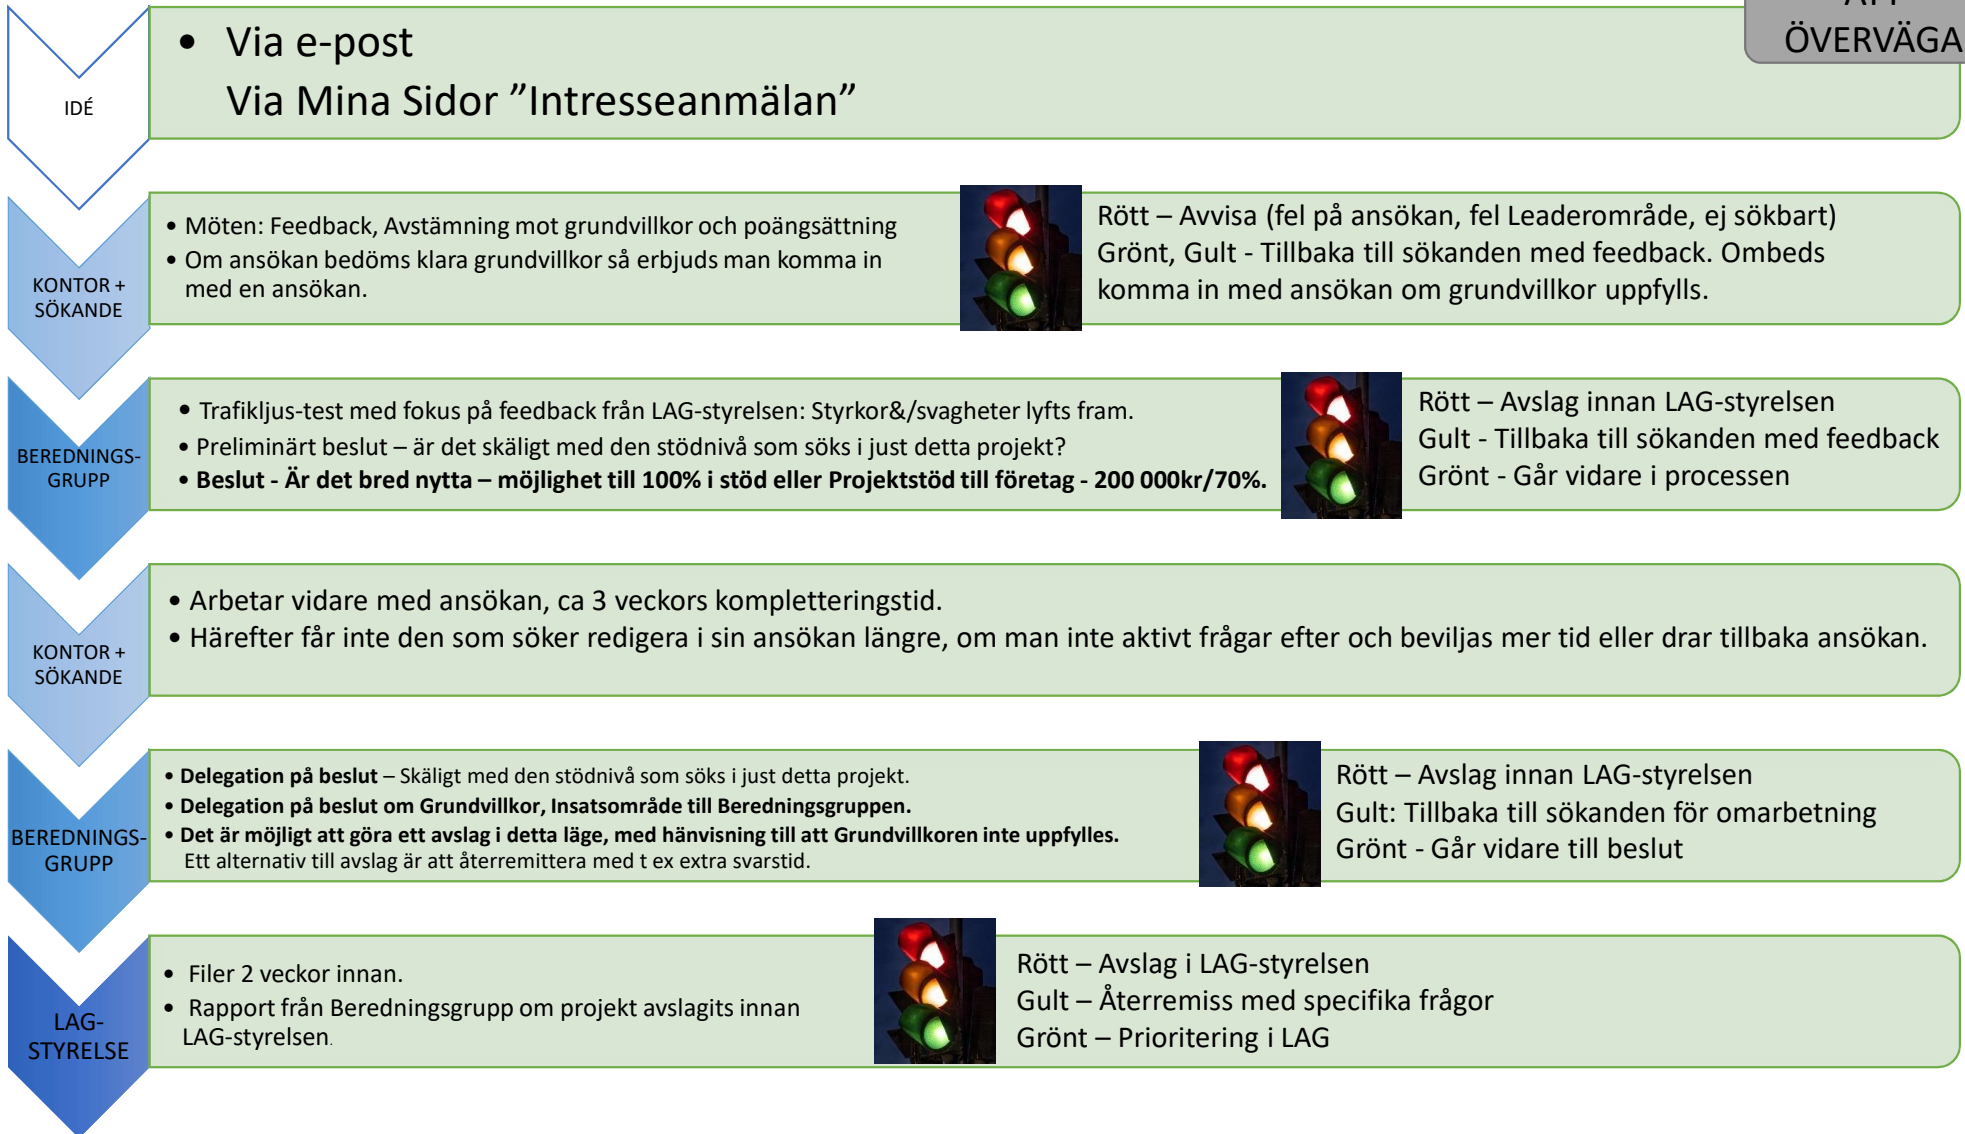 ÖVERVÄGA
• Via e-post
Via Mina Sidor ”Intresseanmälan”
IDÉ
KONTOR +
SÖKANDE
• Möten: Feedback, Avstämning mot grundvillkor och poängsättning
• Om ansökan bedöms klara grundvillkor så erbjuds man komma in
med en ansökan.
Rött – Avvisa (fel på ansökan, fel Leaderområde, ej sökbart)
Grönt, Gult - Tillbaka till sökanden med feedback. Ombeds
komma in med ansökan om grundvillkor uppfylls.
BEREDNINGS-
GRUPP
• Trafikljus-test med fokus på feedback från LAG-styrelsen: Styrkor&/svagheter lyfts fram.
• Preliminärt beslut – är det skäligt med den stödnivå som söks i just detta projekt?
• Beslut - Är det bred nytta – möjlighet till 100% i stöd eller Projektstöd till företag - 200 000kr/70%.
Rött – Avslag innan LAG-styrelsen
Gult - Tillbaka till sökanden med feedback
Grönt - Går vidare i processen
KONTOR +
SÖKANDE
• Arbetar vidare med ansökan, ca 3 veckors kompletteringstid.
• Härefter får inte den som söker redigera i sin ansökan längre, om man inte aktivt frågar efter och beviljas mer tid eller drar tillbaka ansökan.
BEREDNINGS-
GRUPP
• Delegation på beslut – Skäligt med den stödnivå som söks i just detta projekt.
• Delegation på beslut om Grundvillkor, Insatsområde till Beredningsgruppen.
• Det är möjligt att göra ett avslag i detta läge, med hänvisning till att Grundvillkoren inte uppfylles.
Ett alternativ till avslag är att återremittera med t ex extra svarstid.
Rött – Avslag innan LAG-styrelsen
Gult: Tillbaka till sökanden för omarbetning
Grönt - Går vidare till beslut
LAG-
STYRELSE
• Filer 2 veckor innan.
• Rapport från Beredningsgrupp om projekt avslagits innan
LAG-styrelsen.
Rött – Avslag i LAG-styrelsen
Gult – Återremiss med specifika frågor
Grönt – Prioritering i LAG